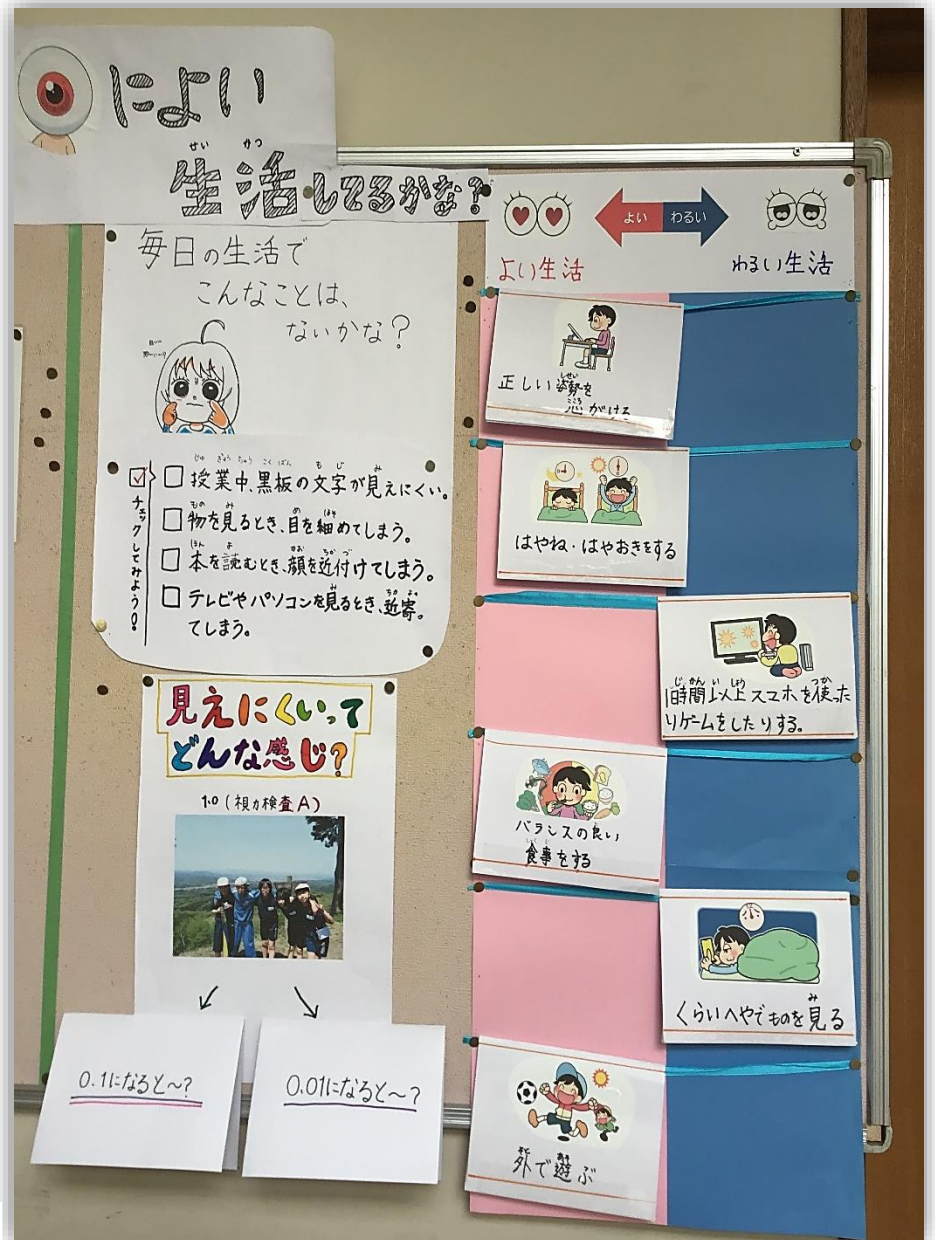 によい
生活してるかな?
毎日の生活で
こんなことは、
ないかな?
チェックしてみよう!
授業中、黒板の文字が見えにくい。
物を見るとき、目を細めてしまう。
本を読むとき、顔を近付けてしまう。
テレビやパソコンを見るとき、近寄っ
てしまう。
見えにくいって
どんな感じ?
1.0(視力検査A)
0.1になると~?
0.01になると~?
よい
わるい
よい生活
わるい生活
正しい姿勢を
心がける
はやね・はやおきをする
1時間以上スマホを使った
りゲームをしたりする。
バランスの良い
食事をする
くらいへやでものを見る
外で遊ぶ